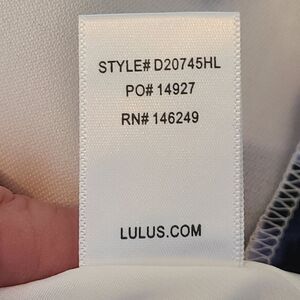 STYLE# D20745HL
PO# 14927
RN# 146249
LULUS.COM